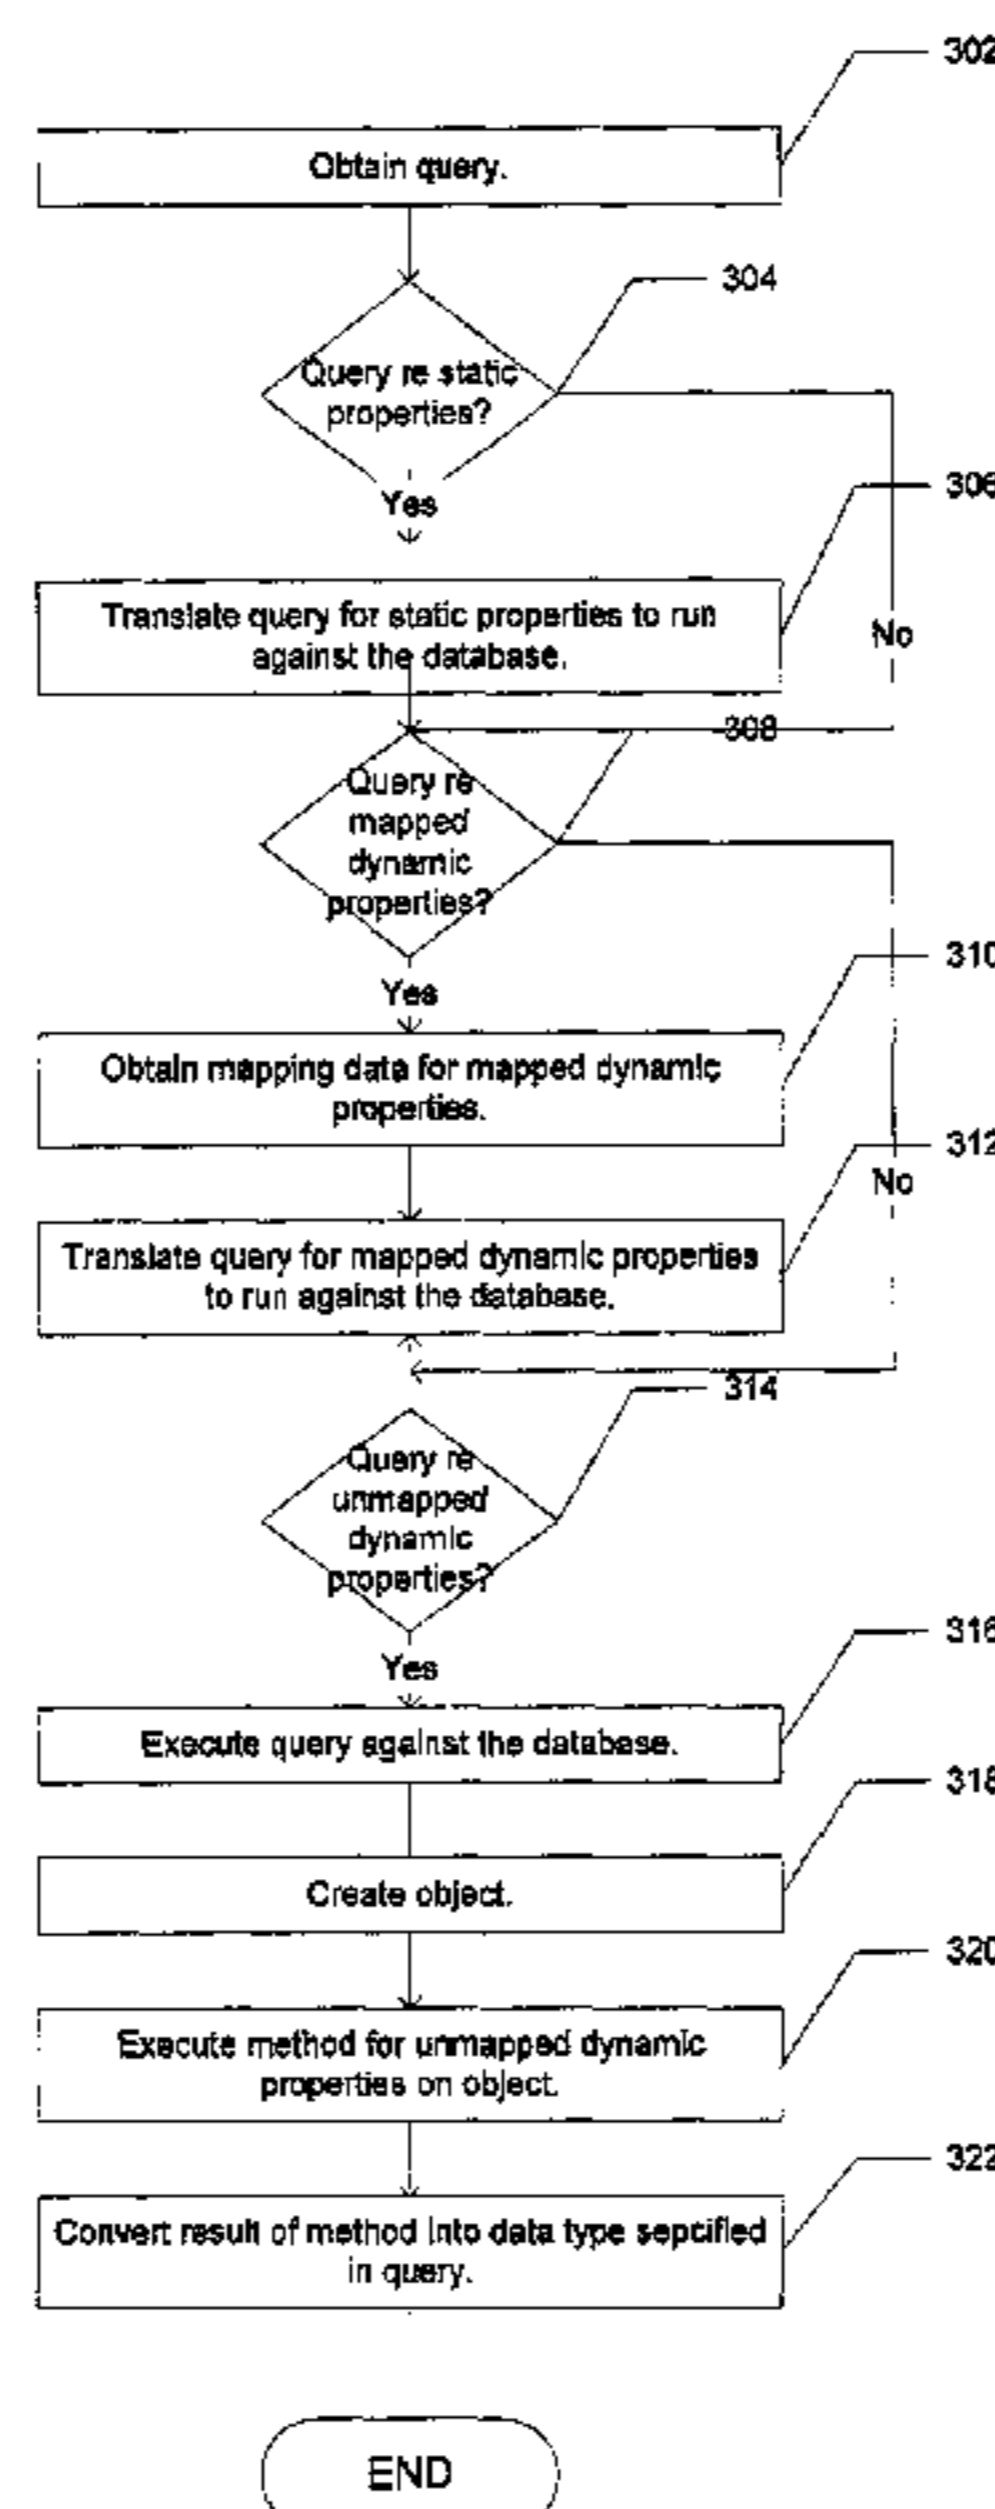 302
Obtain query.
304
Query re static
properties?
Yes
306
Translate query for static properties to run
against the database.
No
308
Query re
mapped
dynamic
properties?
Yes
310
Obtain mapping data for mapped dynamic
properties.
312
No
Translate query for mapped dynamic properties
to run against the database.
314
Query re
unmapped
dynamic
properties?
Yes
316
Execute query against the database.
318
Create object.
320
Execute method for unmapped dynamic
properties on object.
322
Convert result of method into data type sepcified
in query.
END